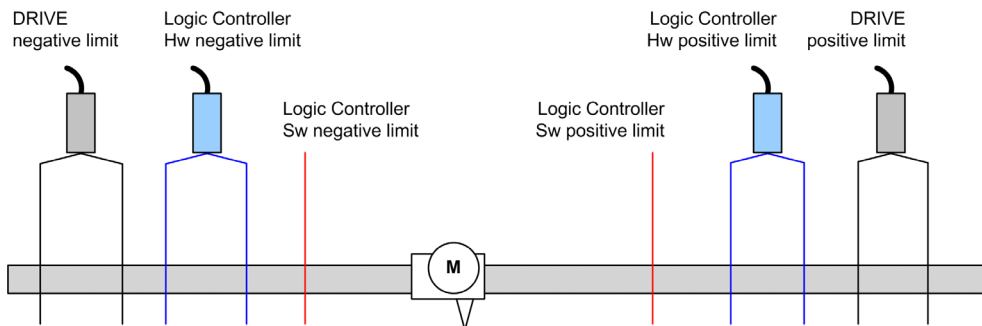 DRIVE
negative limit
Logic Controller
Hw negative limit
Logic Controller
Sw negative limit
Logic Controller
Sw positive limit
Logic Controller
Hw positive limit
DRIVE
positive limit
M